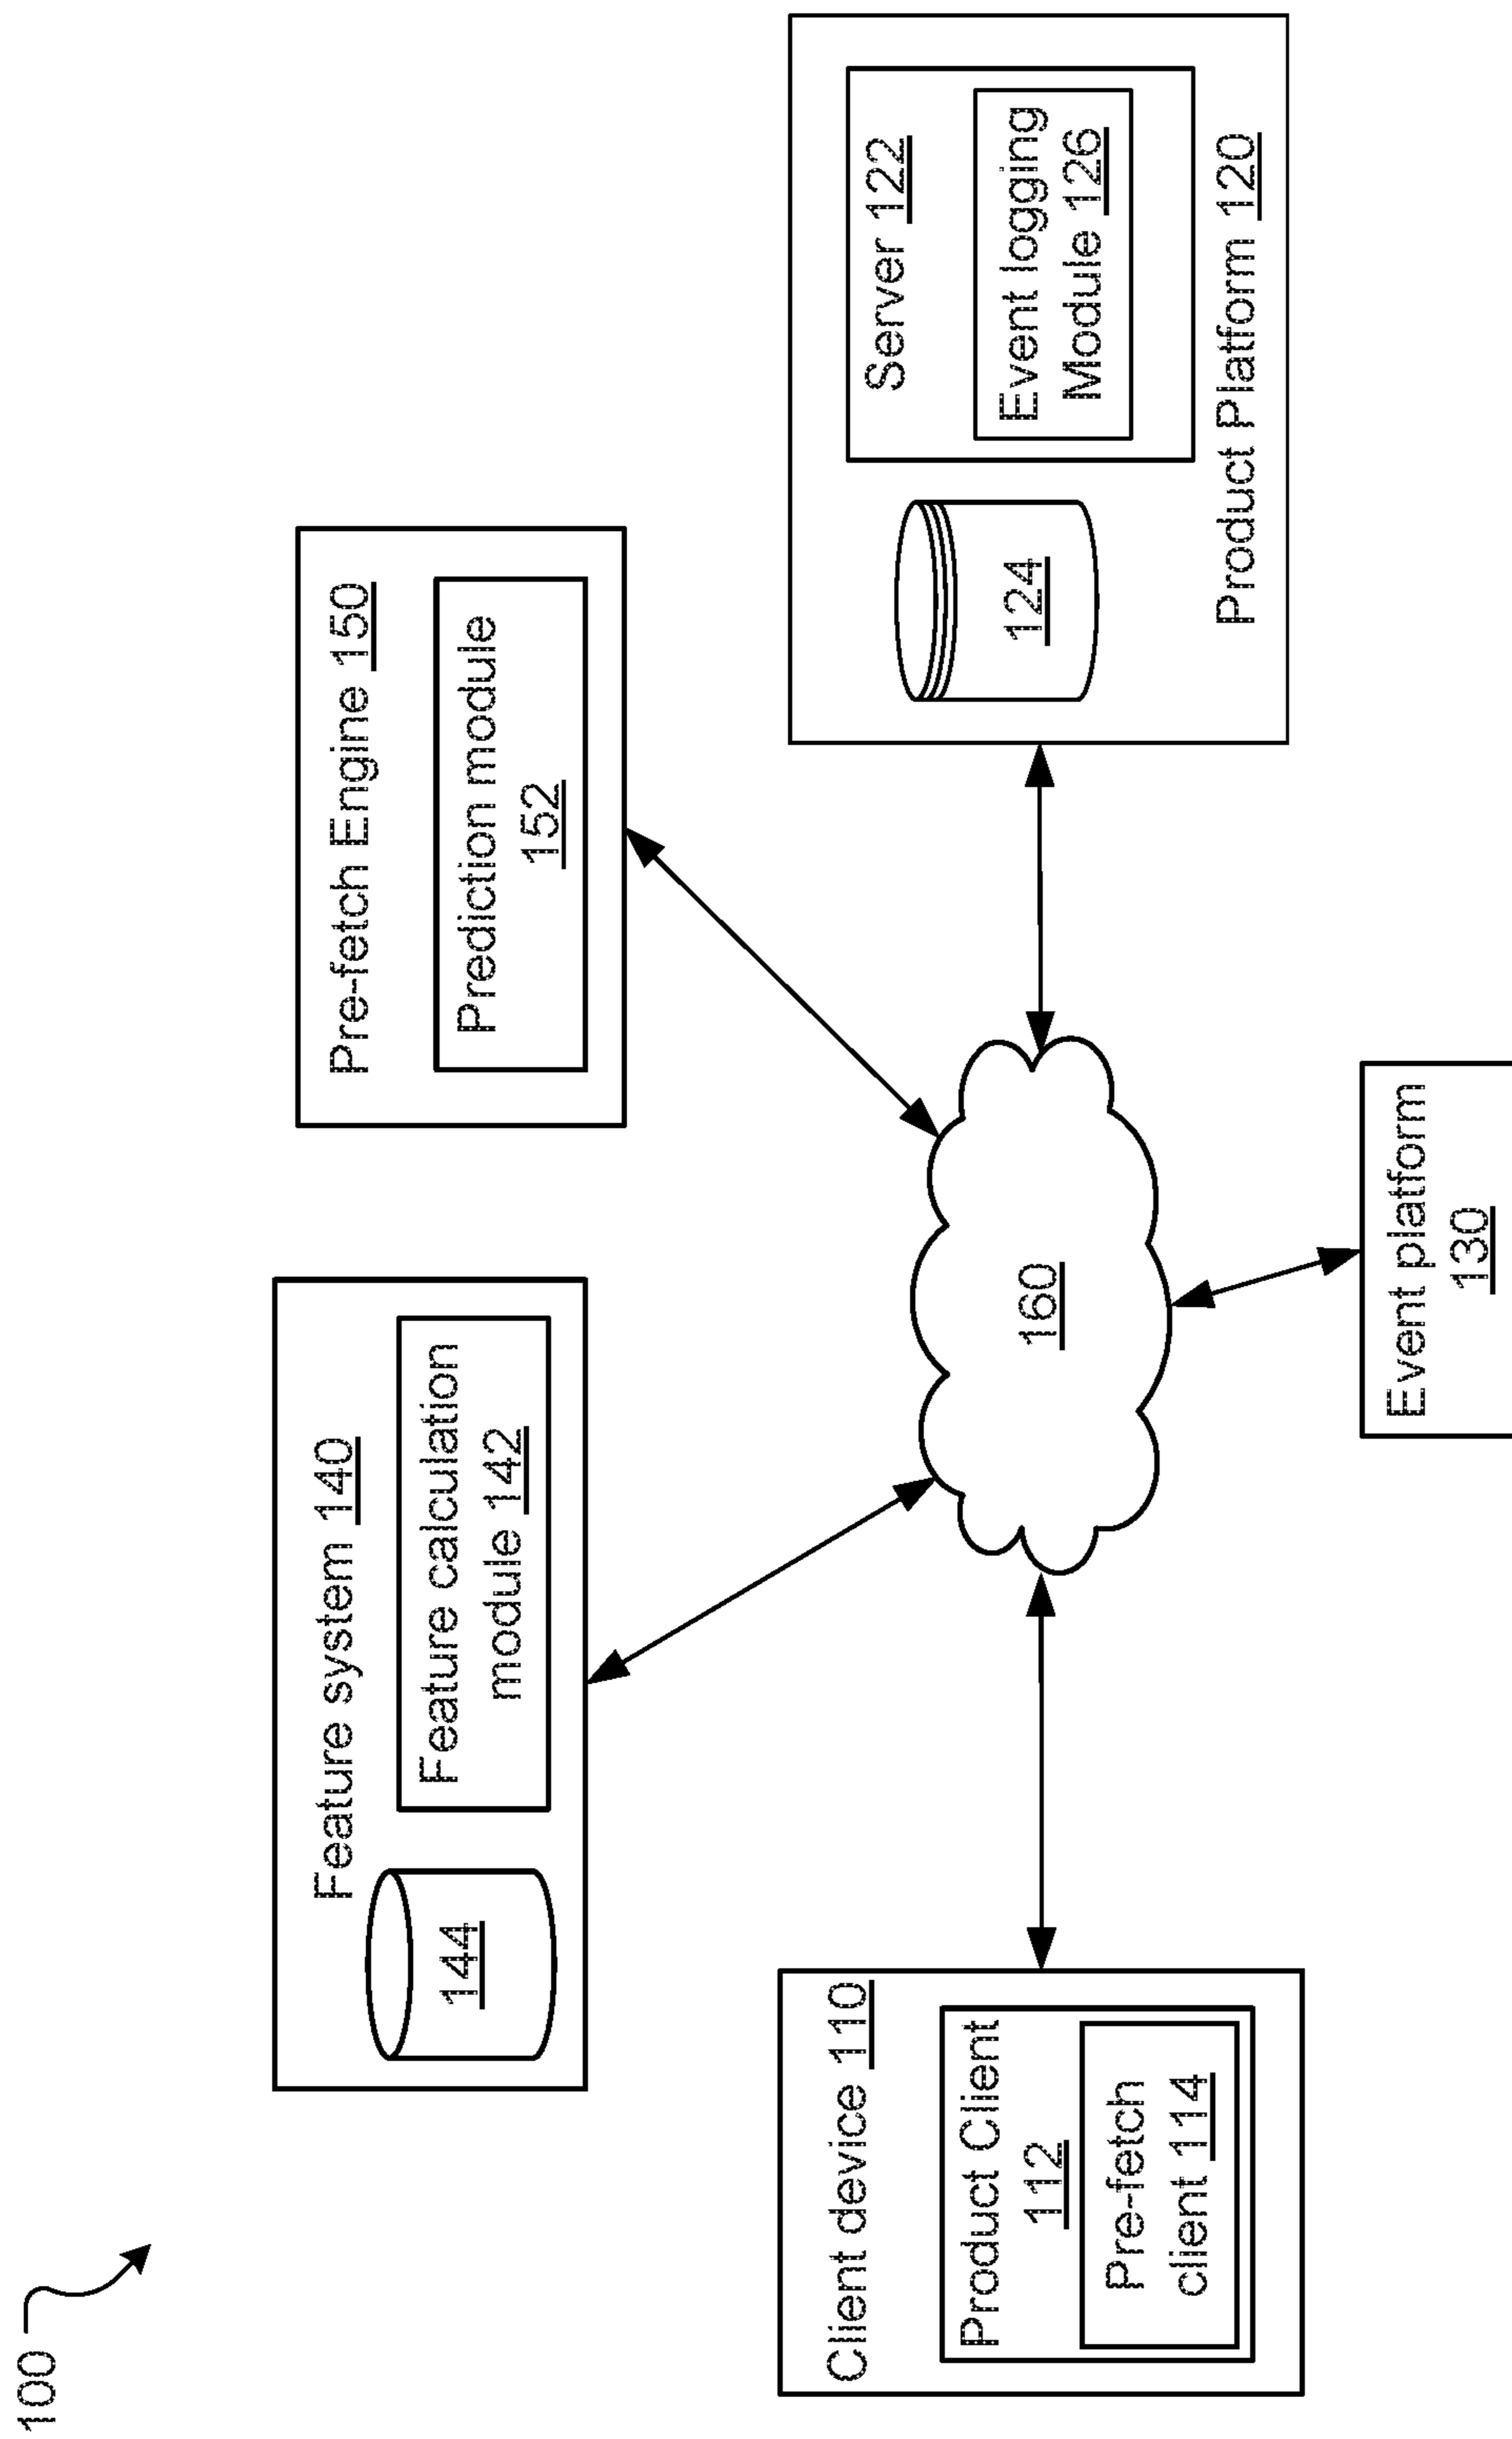 100
Feature system 140
144
Feature calculation
module 142
Pre-fetch Engine 150
Prediction module
152
Client device 110
Product Client
112
Pre-fetch
client 114
160
124
Server 122
Event logging
Module 126
Product Platform 120
Event platform
130